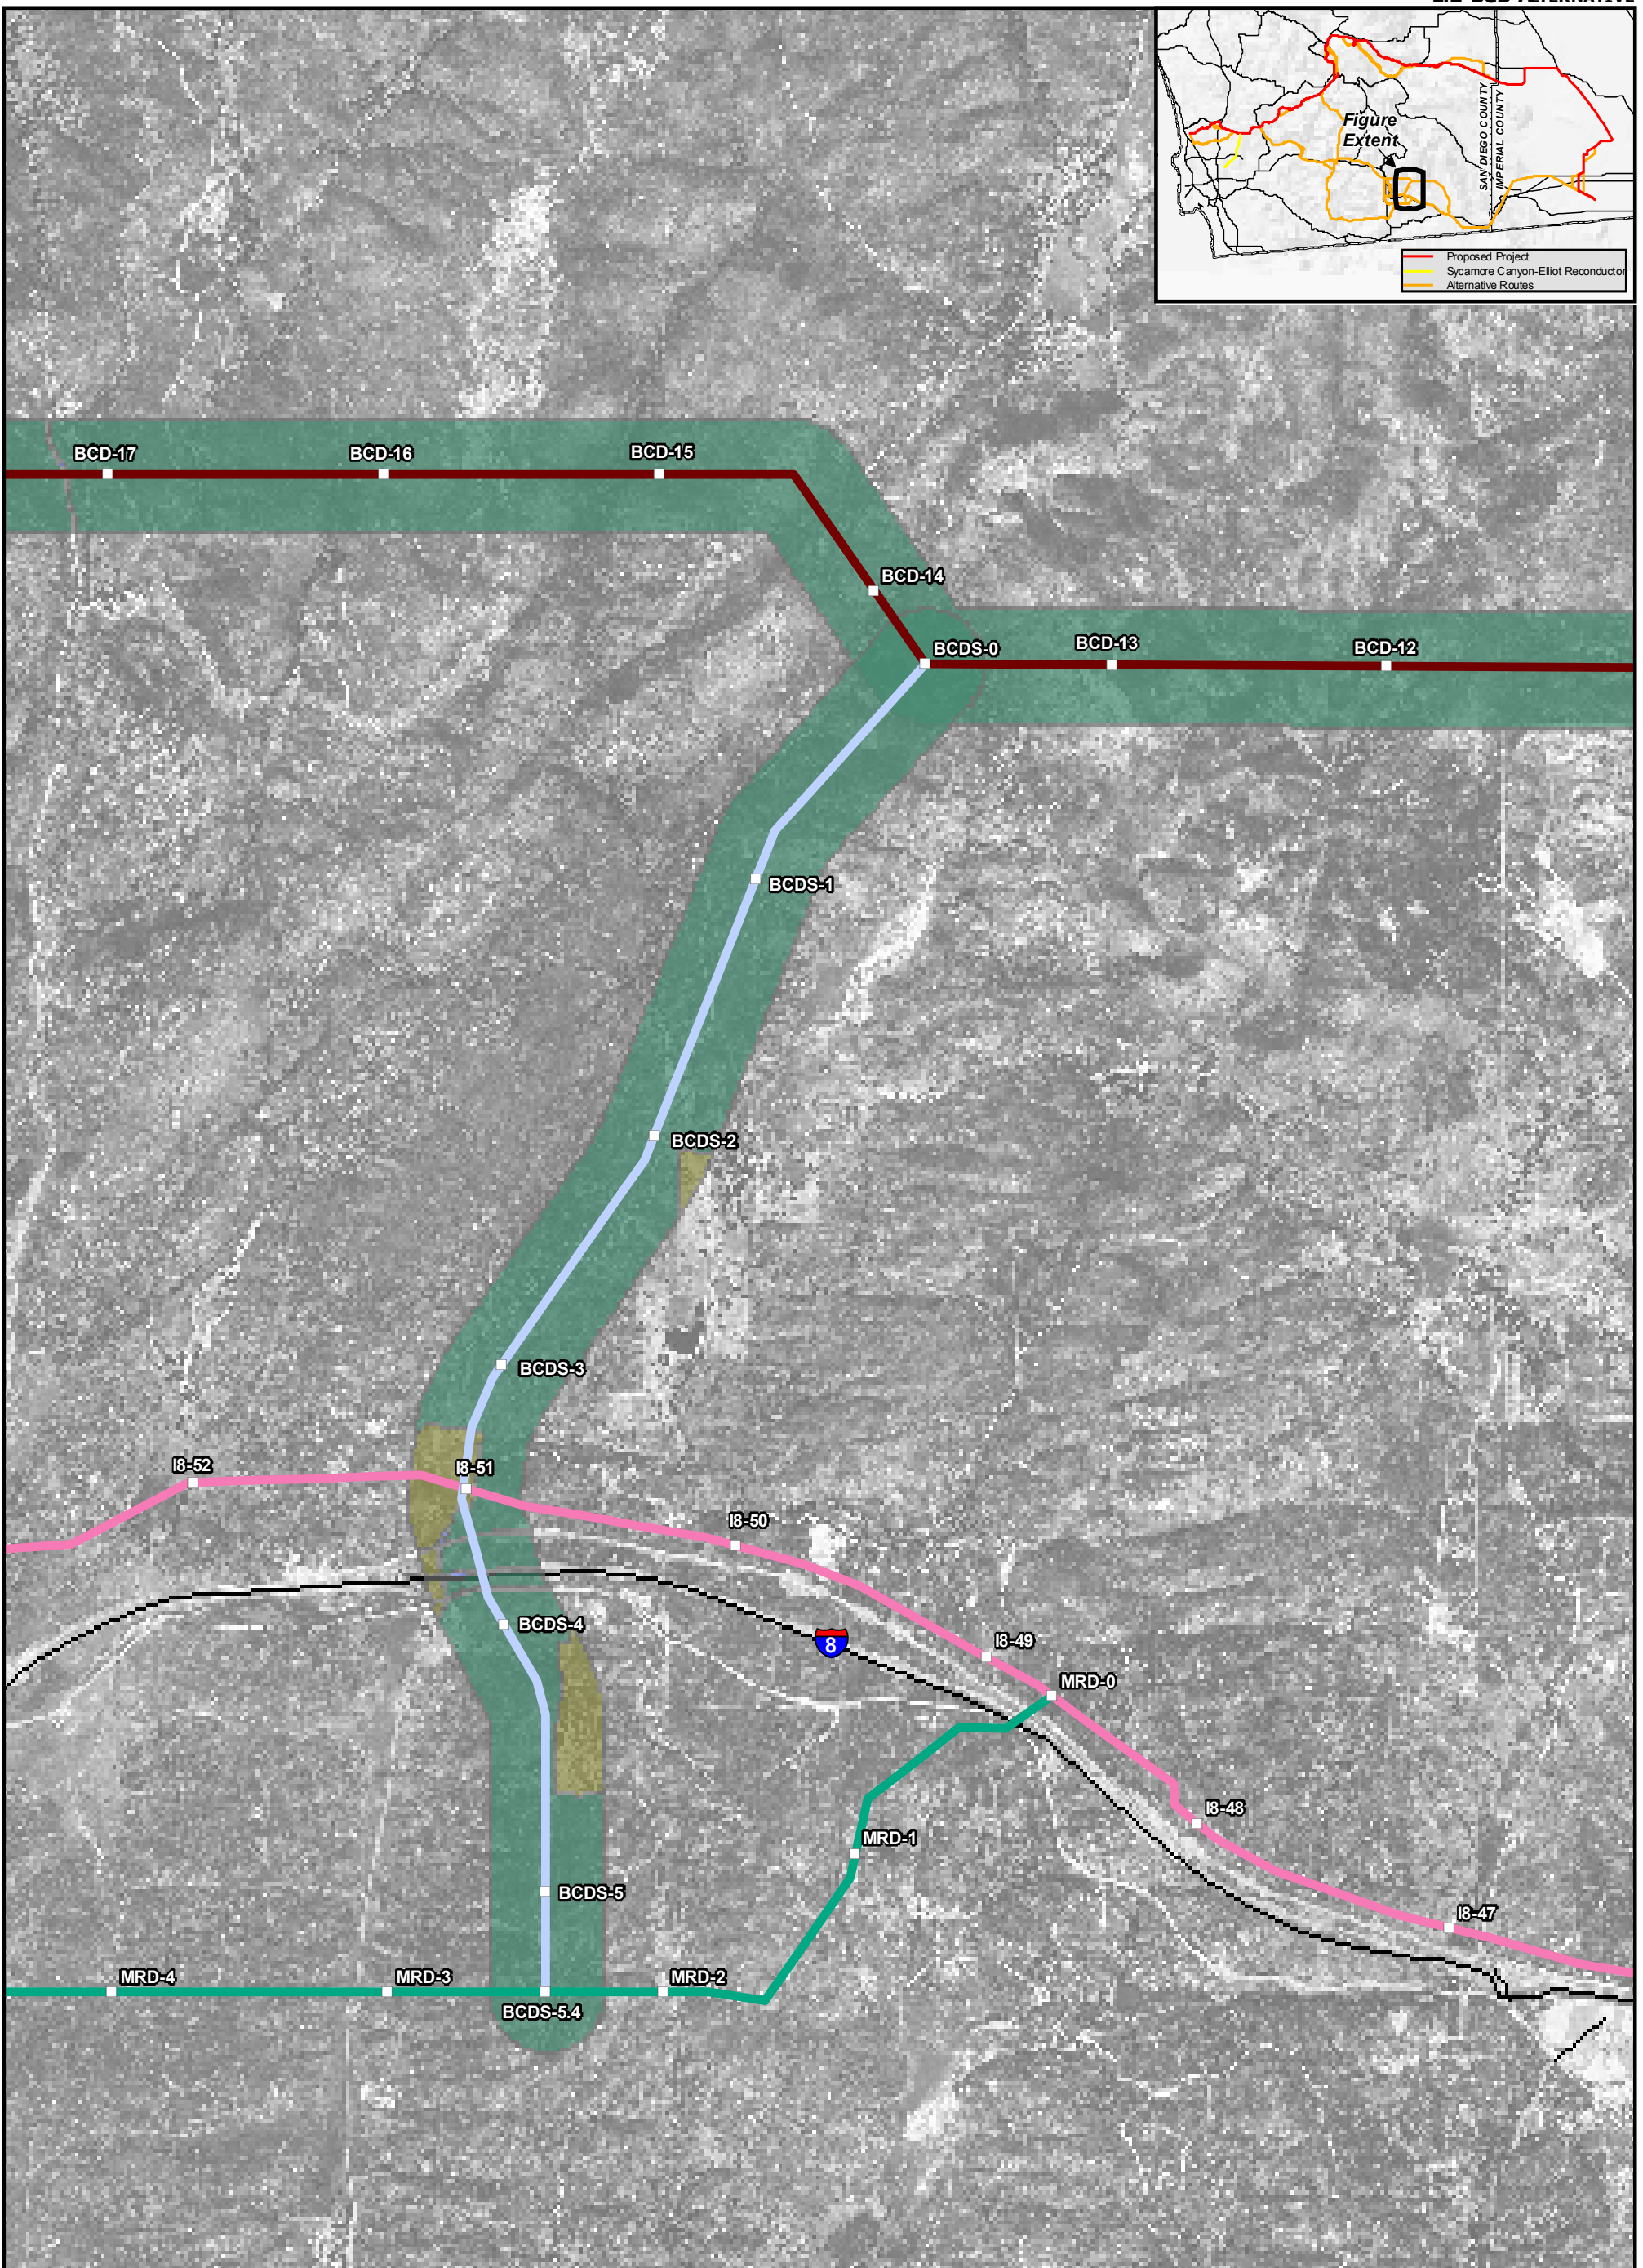 Figure
Extent
SAN DIEGO COUNTY
IMPERIAL COUNTY
Proposed Project
Sycamore Canyon-Elliot Reconductor
Alternative Routes
BCD-17
BCD-16
BCD-15
BCD-14
BCDS-0
BCD-13
BCD-12
BCDS-1
BCDS-2
BCDS-3
I8-52
I8-51
I8-50
BCDS-4
8
I8-49
MRD-0
I8-48
MRD-1
BCDS-5
I8-47
MRD-4
MRD-3
MRD-2
BCDS-5.4